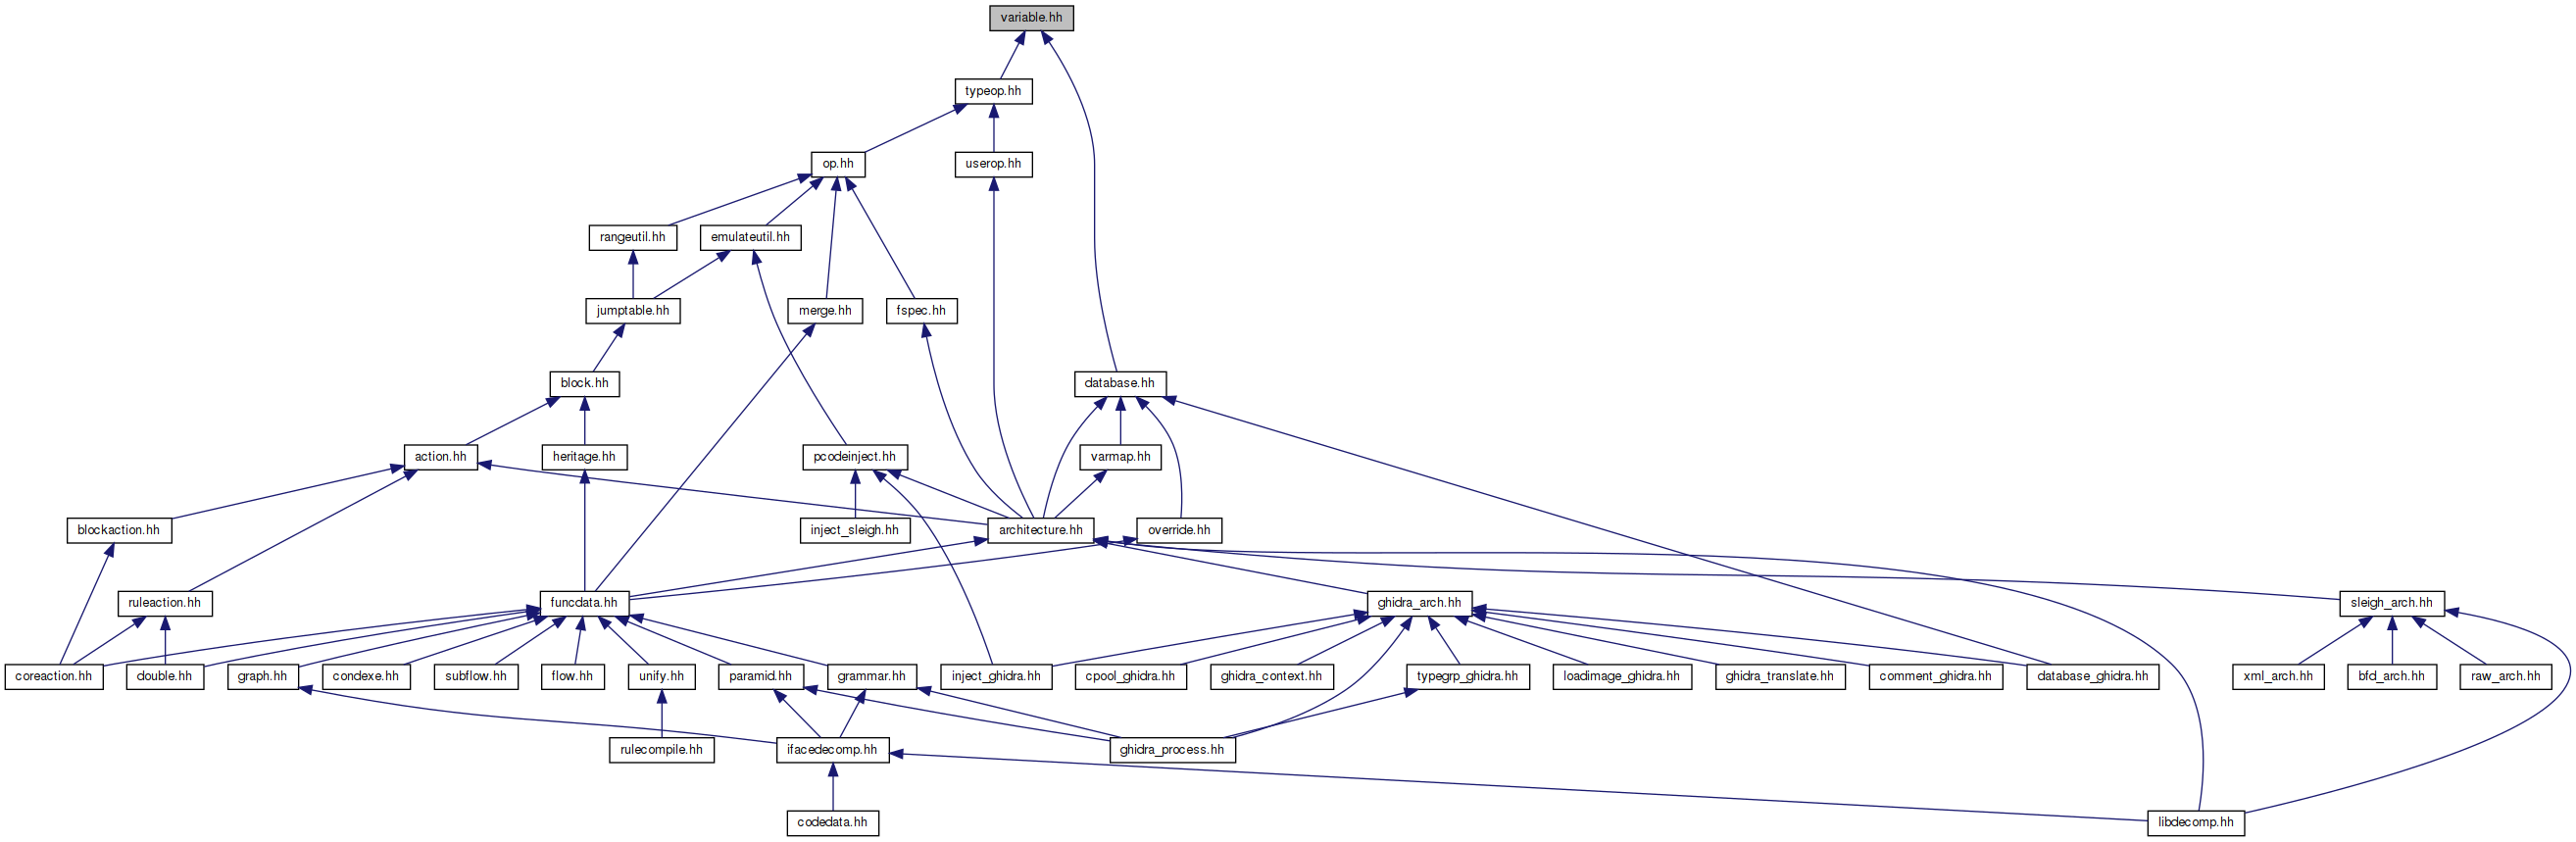 variable.hh
typeop.hh
op.hh
userop.hh
rangeutil.hh
emulateutil.hh
jumptable.hh
merge.hh
fspec.hh
block.hh
database.hh
action.hh
heritage.hh
pcodeinject.hh
varmap.hh
blockaction.hh
inject_sleigh.hh
architecture.hh
override.hh
ruleaction.hh
funcdata.hh
ghidra_arch.hh
sleigh_arch.hh
coreaction.hh
double.hh
graph.hh
condexe.hh
subflow.hh
flow.hh
unify.hh
paramid.hh
grammar.hh
inject_ghidra.hh
cpool_ghidra.hh
ghidra_context.hh
typegrp_ghidra.hh
loadimage_ghidra.hh
ghidra_translate.hh
comment_ghidra.hh
database_ghidra.hh
xml_arch.hh
bfd_arch.hh
raw_arch.hh
rulecompile.hh
ifacedecomp.hh
ghidra_process.hh
codedata.hh
libdecomp.hh